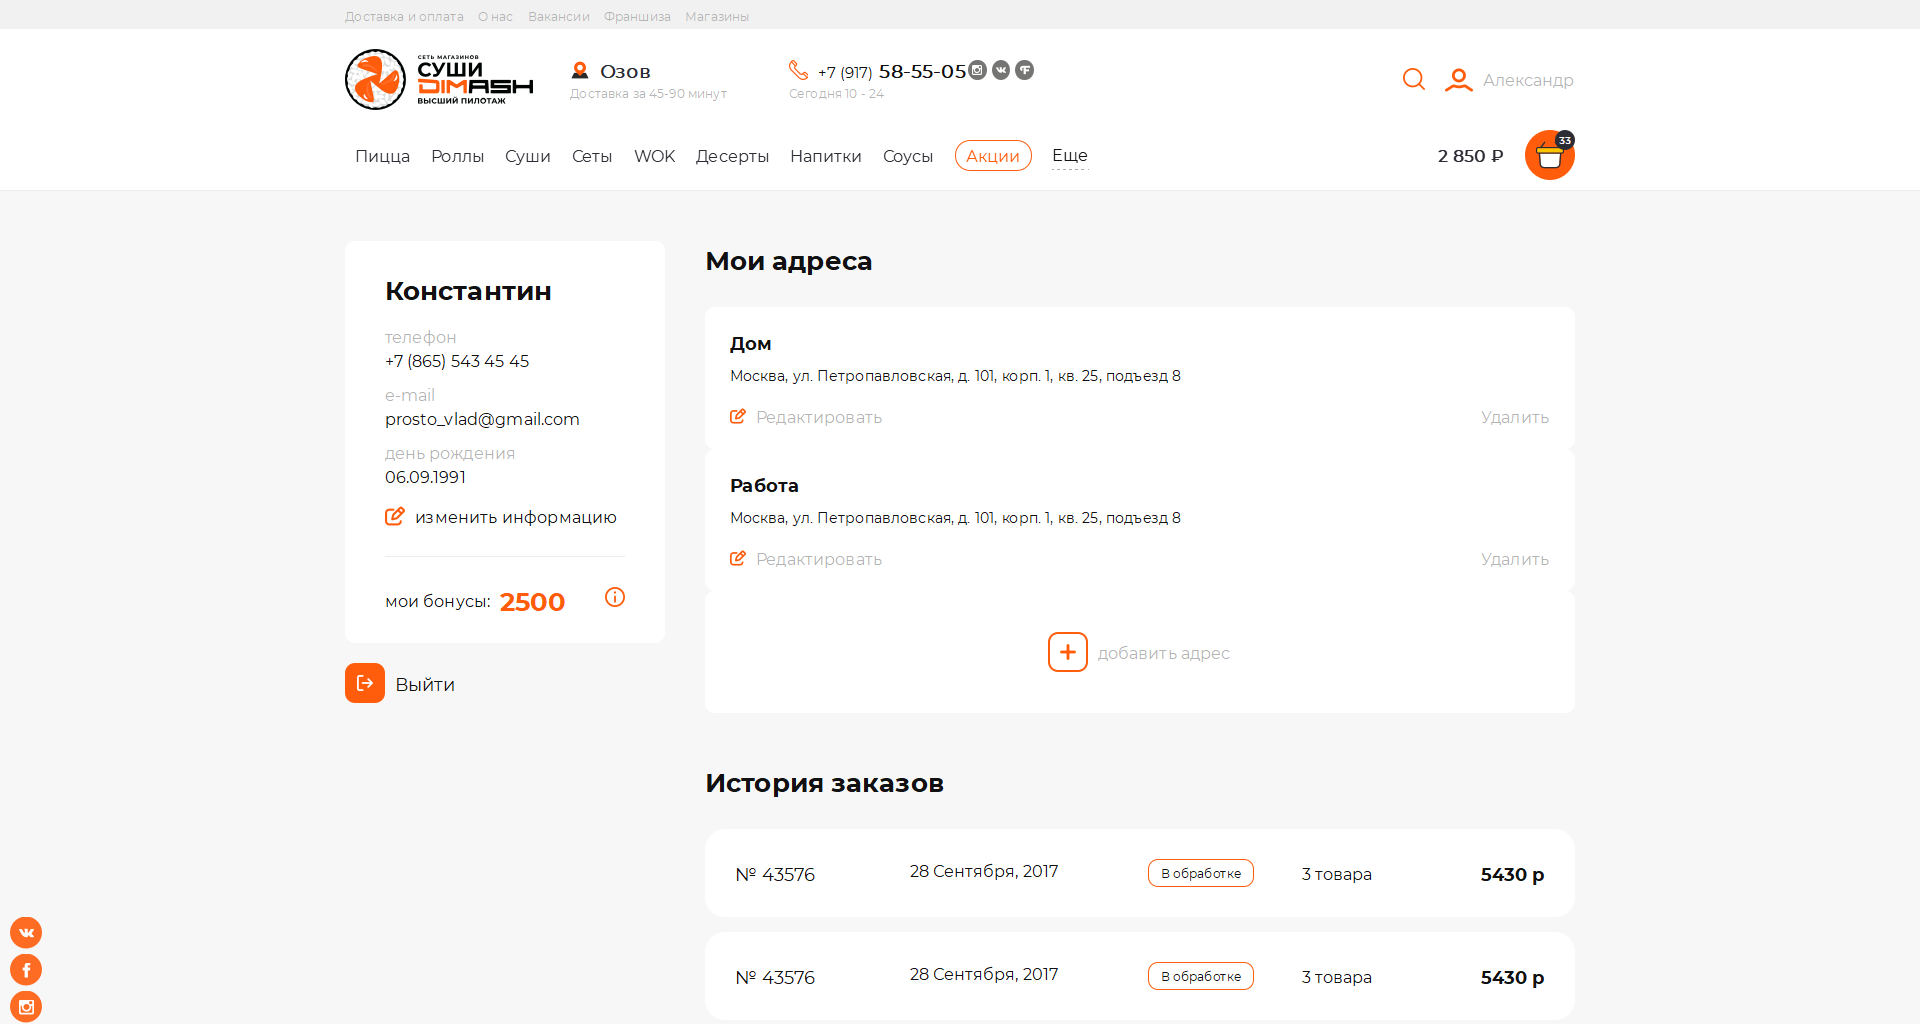 Доставка и оплата О нас Вакансии Франшиза Магазины
СЕТЬ МАГАЗИНОВ
СУШИ
DIMASH
ВЫСШИЙ ПИЛОТАЖ
Озов
Доставка за 45-90 минут
+7 (917) 58-55-05
Сегодня 10 - 24
Александр
Пицца Роллы Суши Сеты WOK Десерты Напитки Соусы Акции Еще
2 850 ₽
33
Константин
телефон
+7 (865) 543 45 45
e-mail
prosto_vlad@gmail.com
день рождения
06.09.1991
изменить информацию
мои бонусы: 2500
Выйти
Мои адреса
Дом
Москва, ул. Петропавловская, д. 101, корп. 1, кв. 25, подъезд 8
Редактировать Удалить
Работа
Москва, ул. Петропавловская, д. 101, корп. 1, кв. 25, подъезд 8
Редактировать Удалить
добавить адрес
История заказов
№ 43576 28 Сентября, 2017 В обработке 3 товара 5430 р
№ 43576 28 Сентября, 2017 В обработке 3 товара 5430 р